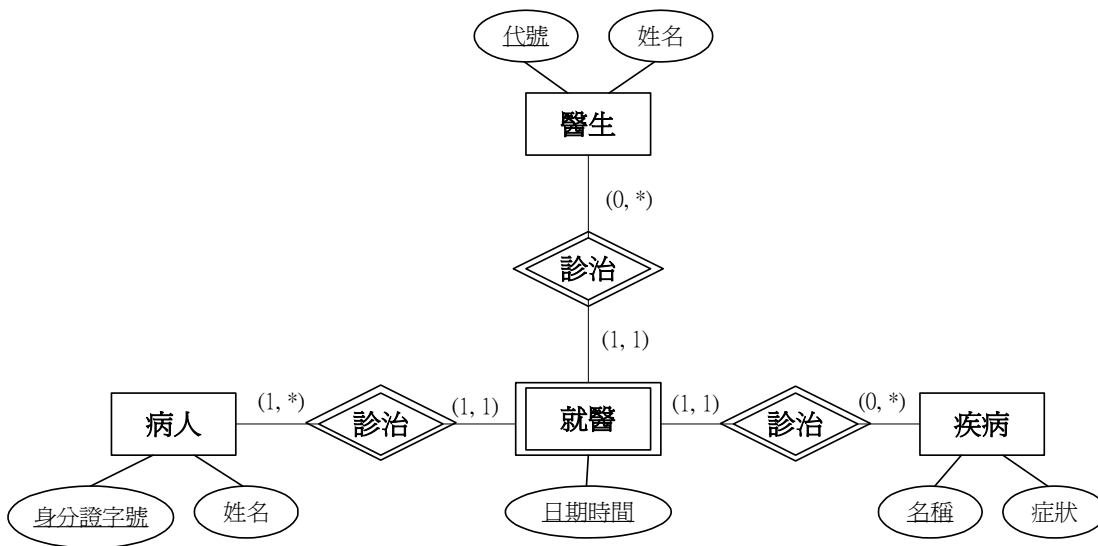 代號 姓名
醫生
(0, *)
診治
(1, 1)
病人 (1, *) 診治 (1, 1) 就醫 (1, 1) 診治 (0, *) 疾病
身分證字號 姓名 日期時間 名稱 症狀